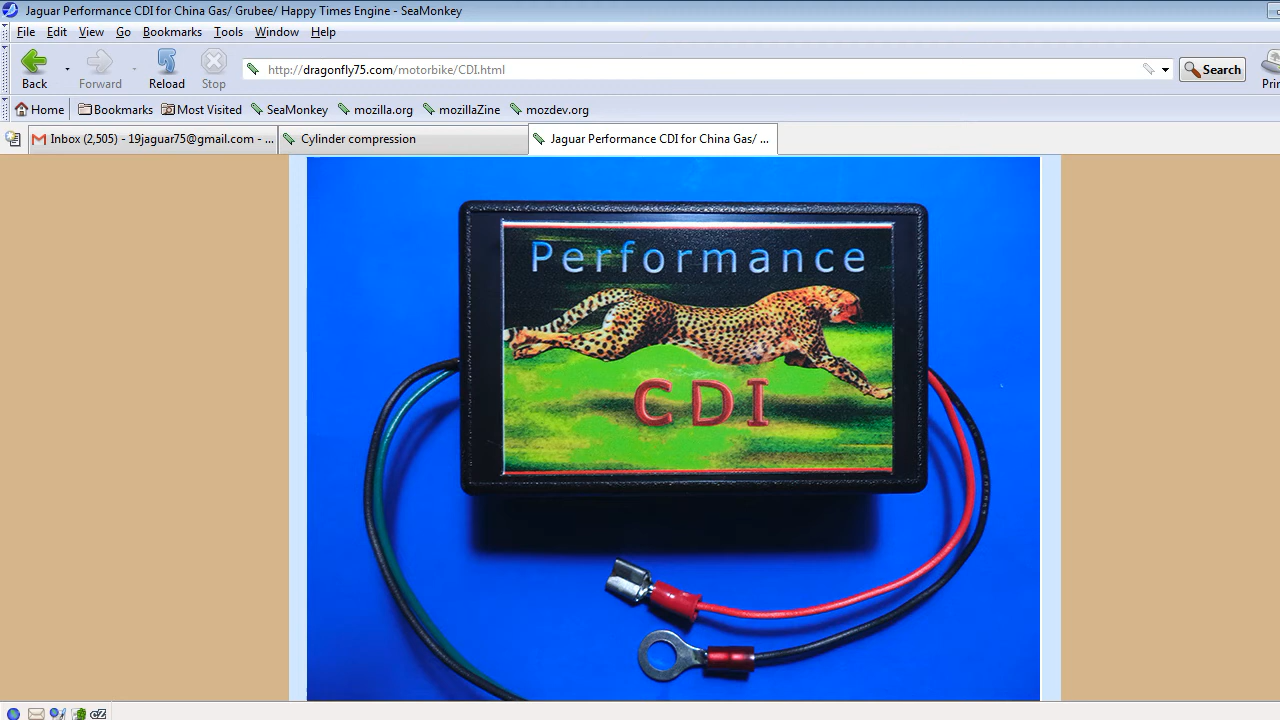 Jaguar Performance CDI for China Gas/ Grubee/ Happy Times Engine - SeaMonkey
File Edit View Go Bookmarks Tools Window Help
Back Forward Reload Stop http://dragonfly75.com/motorbike/CDI.html Search
Home Bookmarks Most Visited SeaMonkey mozilla.org mozillaZine mozdev.org
Inbox (2,505) - 19jaguar75@gmail.com - ... Cylinder compression Jaguar Performance CDI for China Gas/ ...
Performance
CDI
cZ